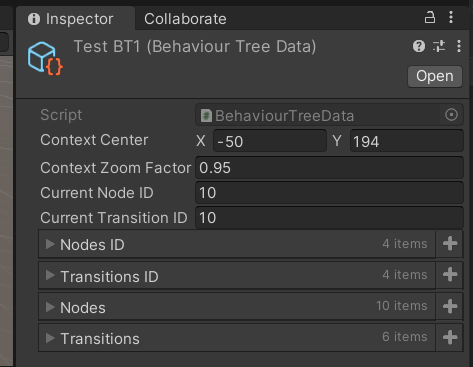 Inspector Collaborate
Test BT1 (Behaviour Tree Data)
Open
Script BehaviourTreeData
Context Center X -50 Y 194
Context Zoom Factor 0.95
Current Node ID 10
Current Transition ID 10
Nodes ID 4 items
Transitions ID 4 items
Nodes 10 items
Transitions 6 items